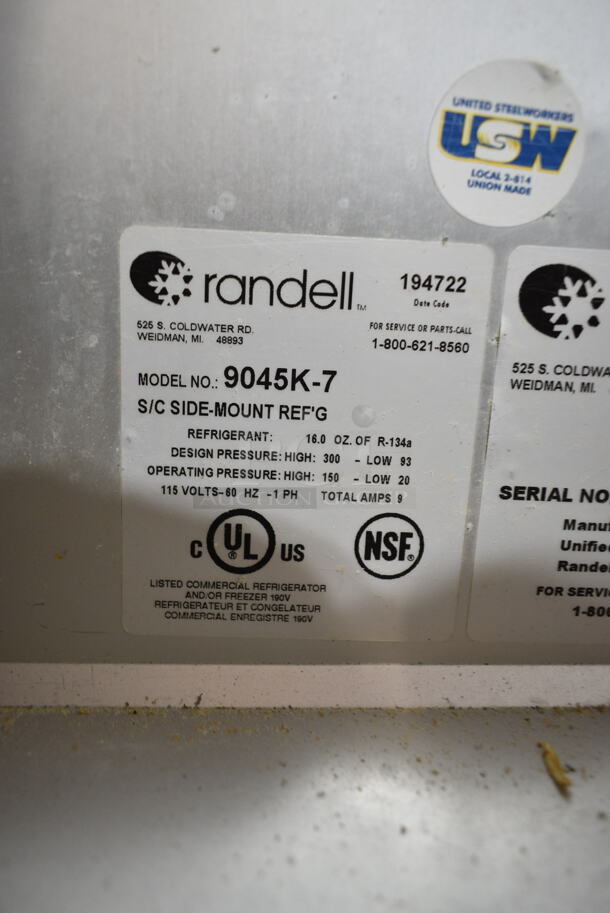 UNITED STEELWORKERS
USW
LOCAL 2-814
UNION MADE
randell TM
194722
Date Code
525 S. COLDWATER RD.
WEIDMAN, MI. 48893
FOR SERVICE OR PARTS-CALL
1-800-621-8560
MODEL NO.: 9045K-7
S/C SIDE-MOUNT REF'G
REFRIGERANT: 16.0 OZ. OF R-134a
DESIGN PRESSURE: HIGH: 300 - LOW 93
OPERATING PRESSURE: HIGH: 150 - LOW 20
115 VOLTS-60 HZ -1 PH TOTAL AMPS 9
C UL ® US
NSF ®
LISTED COMMERCIAL REFRIGERATOR
AND/OR FREEZER 190V
REFRIGERATEUR ET CONGELATEUR
COMMERCIAL ENREGISTRE 190V
525 S. COLDWA
WEIDMAN, MI.
SERIAL NO
Manuf
Unified
Randel
FOR SERVIC
1-800